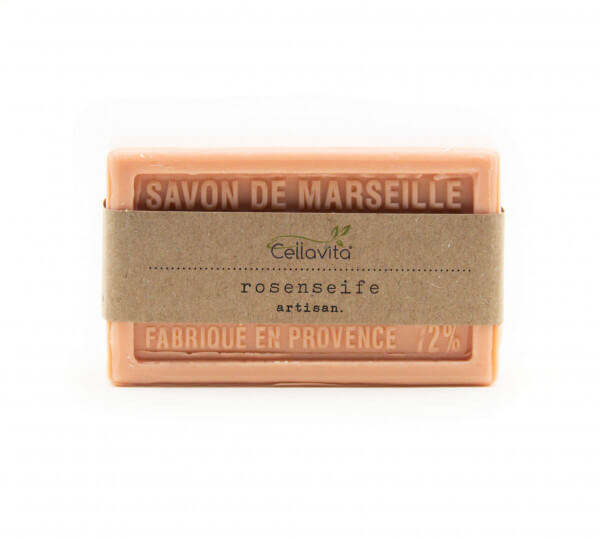 SAVON DE MARSEILLE
Cellavita®
rosenseife
artisan.
FABRIQUÉ EN PROVENCE 72%